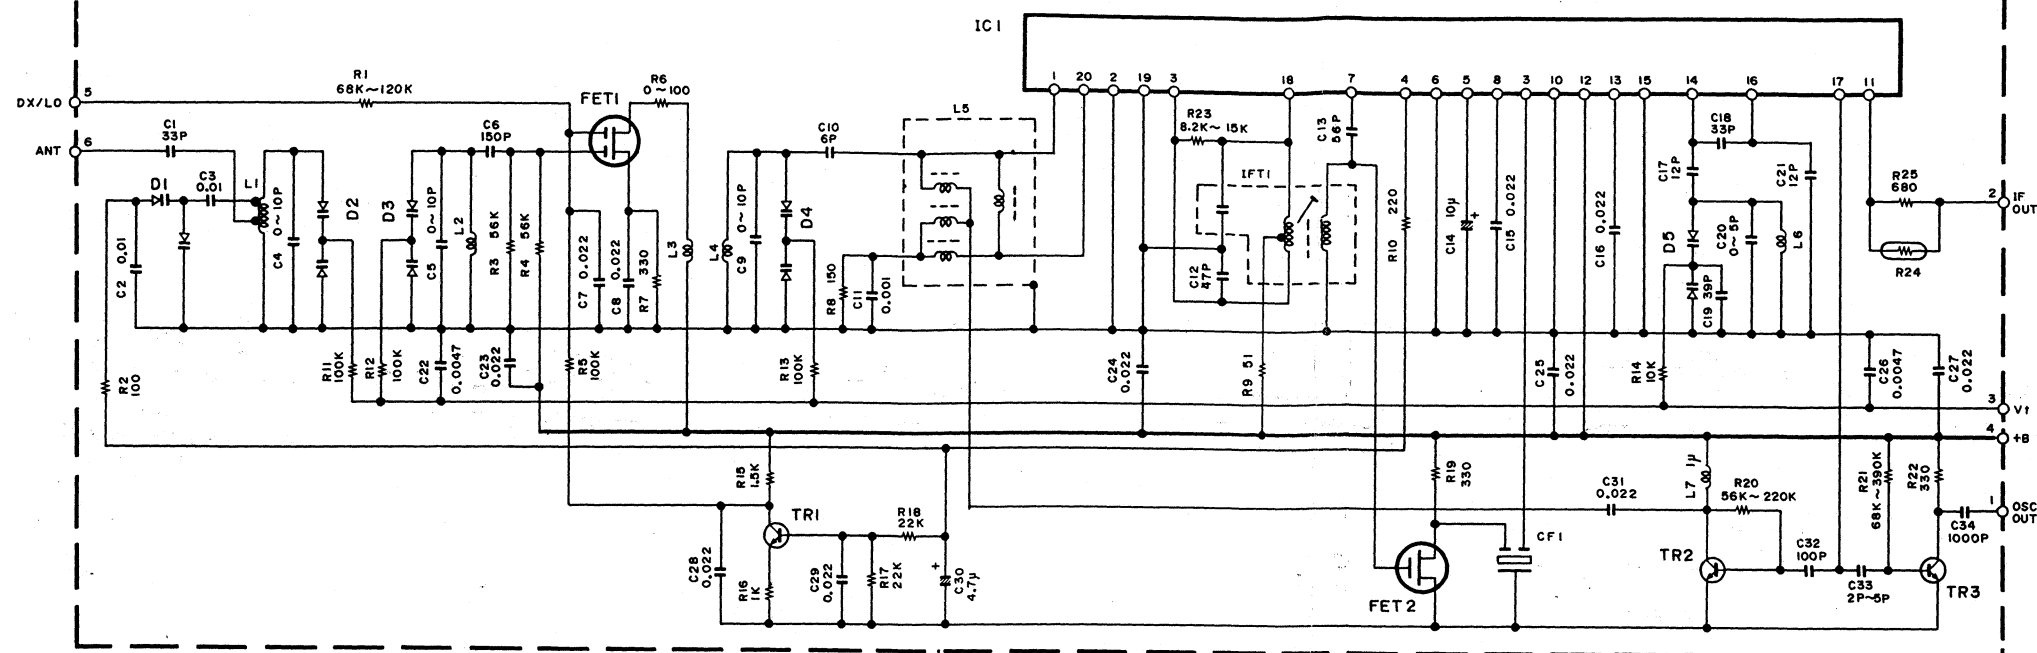 IC1
1 20 2 19 3 18 7 4 6 5 8 3 10 12 13 15 14 16 17 11
DX/LO 5
R1
68K~120K
R6
0~100
FET1
ANT 6
C1
33P
C6
150P
C10
6P
L5
R23
8.2K~15K
C13
56P
C18
33P
D1
C3
0.01
L1
C4 0~10P
D2
D3
C5 0~10P
L2
R3 56K
R4 56K
C2 0.01
C7 0.022
C8 0.022
R7 330
L3
L4
C9 0~10P
D4
R8 150
C11
0.001
IFT1
C12
47P
R10 220
C14 10μ
+
C15 0.022
C16 0.022
C17
12P
D5
C20
0~5P
C19 39P
L6
C21
12P
R25
680
R24
2 IF
OUT
R2
100
R11
100K
R12
100K
C22
0.0047
C23
0.022
R5
100K
R13
100K
C24
0.022
R9 51
C25
0.022
R14
10K
C26
0.0047
C27
0.022
3 Vt
4 +B
R15
1.5K
TR1
R18
22K
C28
0.022
R16
1K
C29
0.022
R17
22K
+
C30
4.7μ
R19
330
FET2
CF1
C31
0.022
L7 1μ
R20
56K~220K
TR2
C32
100P
C33
2P~5P
R21
68K~390K
R22
330
TR3
C34
1000P
1 OSC
OUT